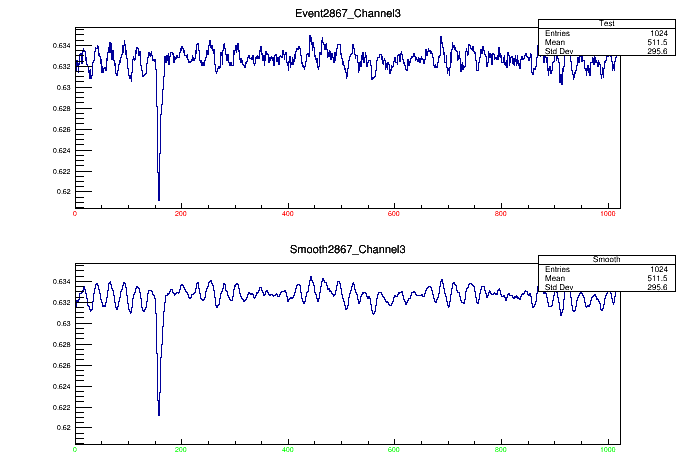 Event2867_Channel3
Test
Entries 1024
Mean 511.5
Std Dev 295.6
0.634
0.632
0.63
0.628
0.626
0.624
0.622
0.62
0 200 400 600 800 1000
Smooth2867_Channel3
Smooth
Entries 1024
Mean 511.5
Std Dev 295.6
0.634
0.632
0.63
0.628
0.626
0.624
0.622
0.62
0 200 400 600 800 1000